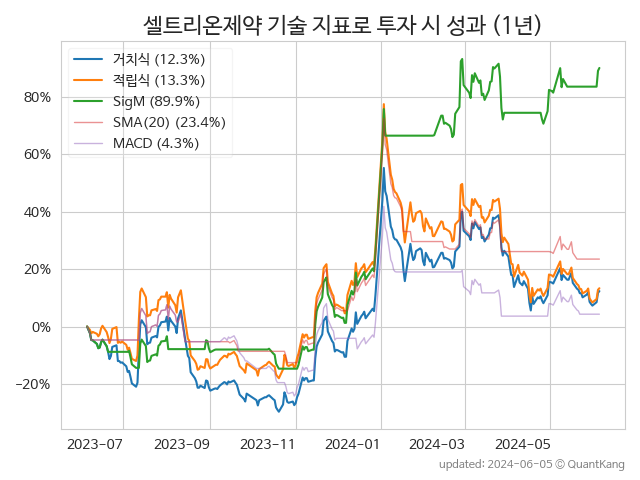 셀트리온제약 기술 지표로 투자 시 성과 (1년)
거치식 (12.3%)
적립식 (13.3%)
SigM (89.9%)
SMA(20) (23.4%)
MACD (4.3%)
80%
60%
40%
20%
0%
−20%
2023−07
2023−09
2023−11
2024−01
2024−03
2024−05
updated: 2024−06−05 © QuantKang